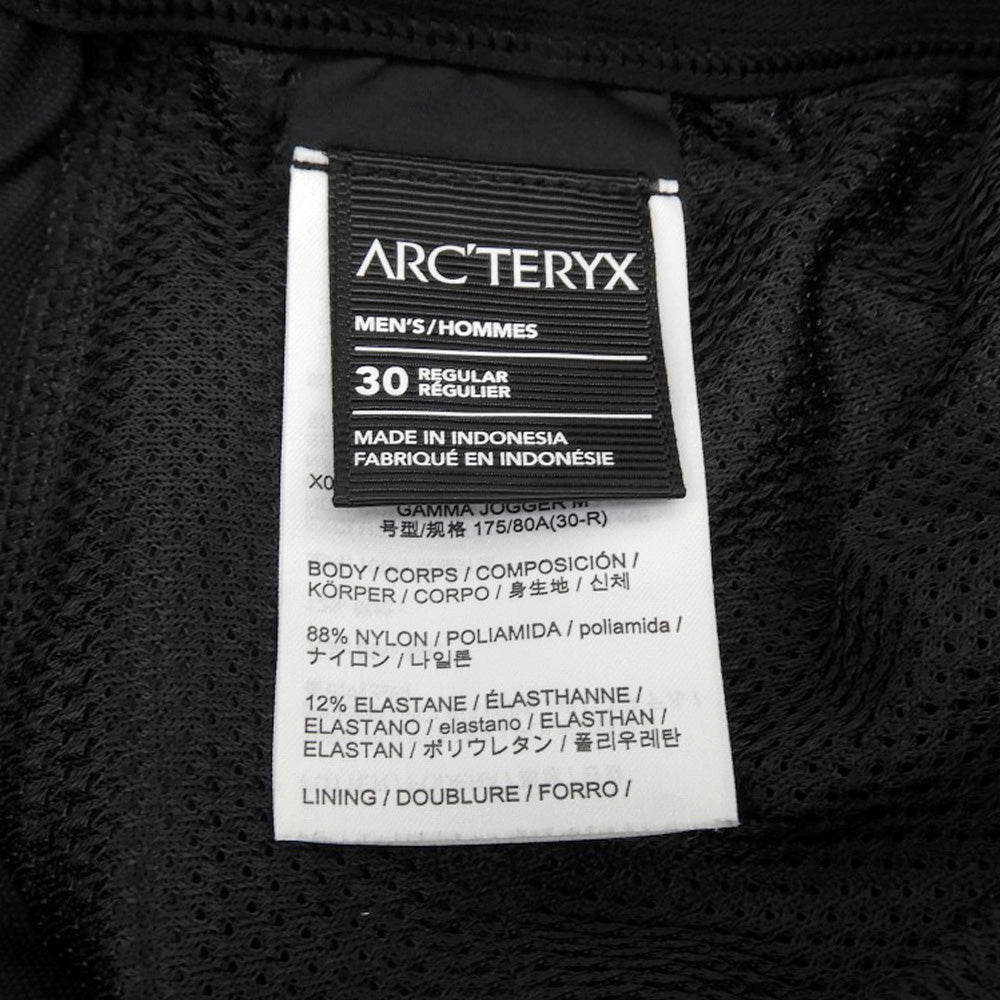 ARC'TERYX
MEN'S/HOMMES
30 REGULAR
RÉGULIER
MADE IN INDONESIA
FABRIQUÉ EN INDONÉSIE
GAMMA JOGGER M
号型/规格 175/80A(30-R)
BODY / CORPS / COMPOSICIÓN /
KÖRPER / CORPO / 身生地 / 신체
88% NYLON / POLIAMIDA / poliamida /
ナイロン / 나일론
12% ELASTANE / ÉLASTHANNE /
ELASTANO / elastano / ELASTHAN /
ELASTAN / ポリウレタン / 폴리우레탄
LINING / DOUBLURE / FORRO /